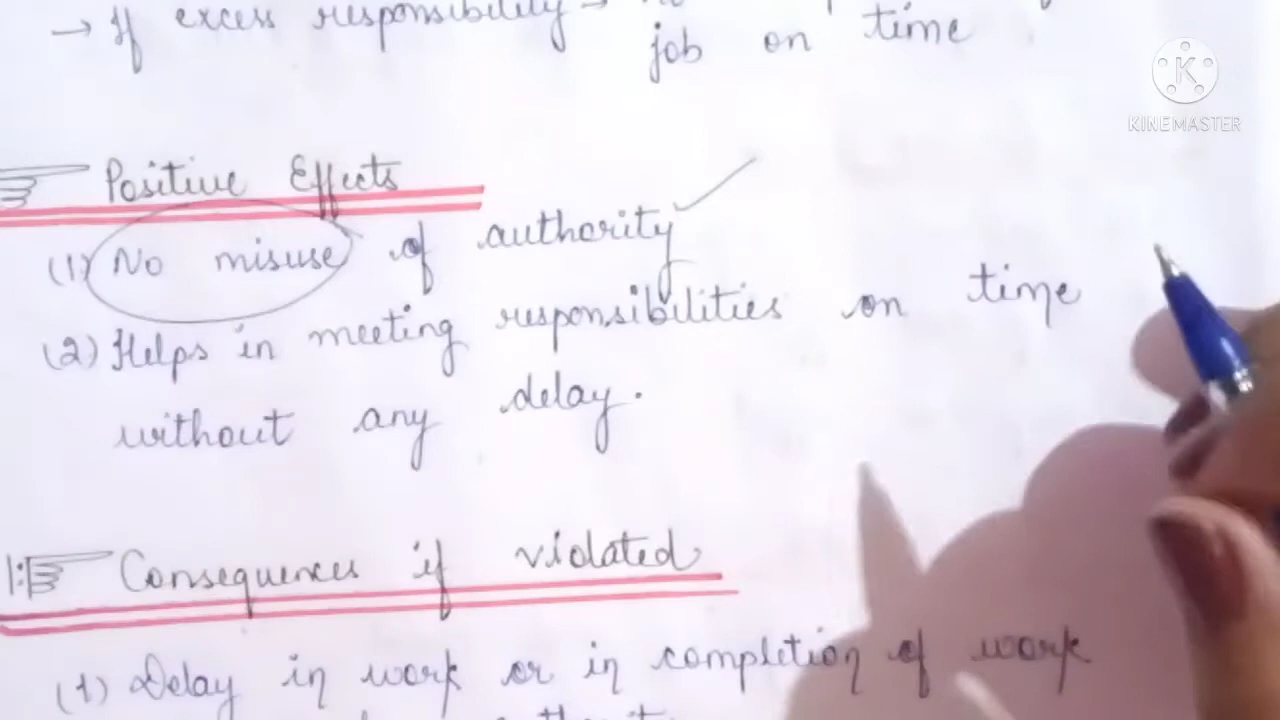 → If excess responsibility →
job on time
Positive Effects
(1) No misuse of authority
(2) Helps in meeting responsibilities on time
without any delay.
Consequences if violated
(1) Delay in work or in completion of work
K
KINEMASTER